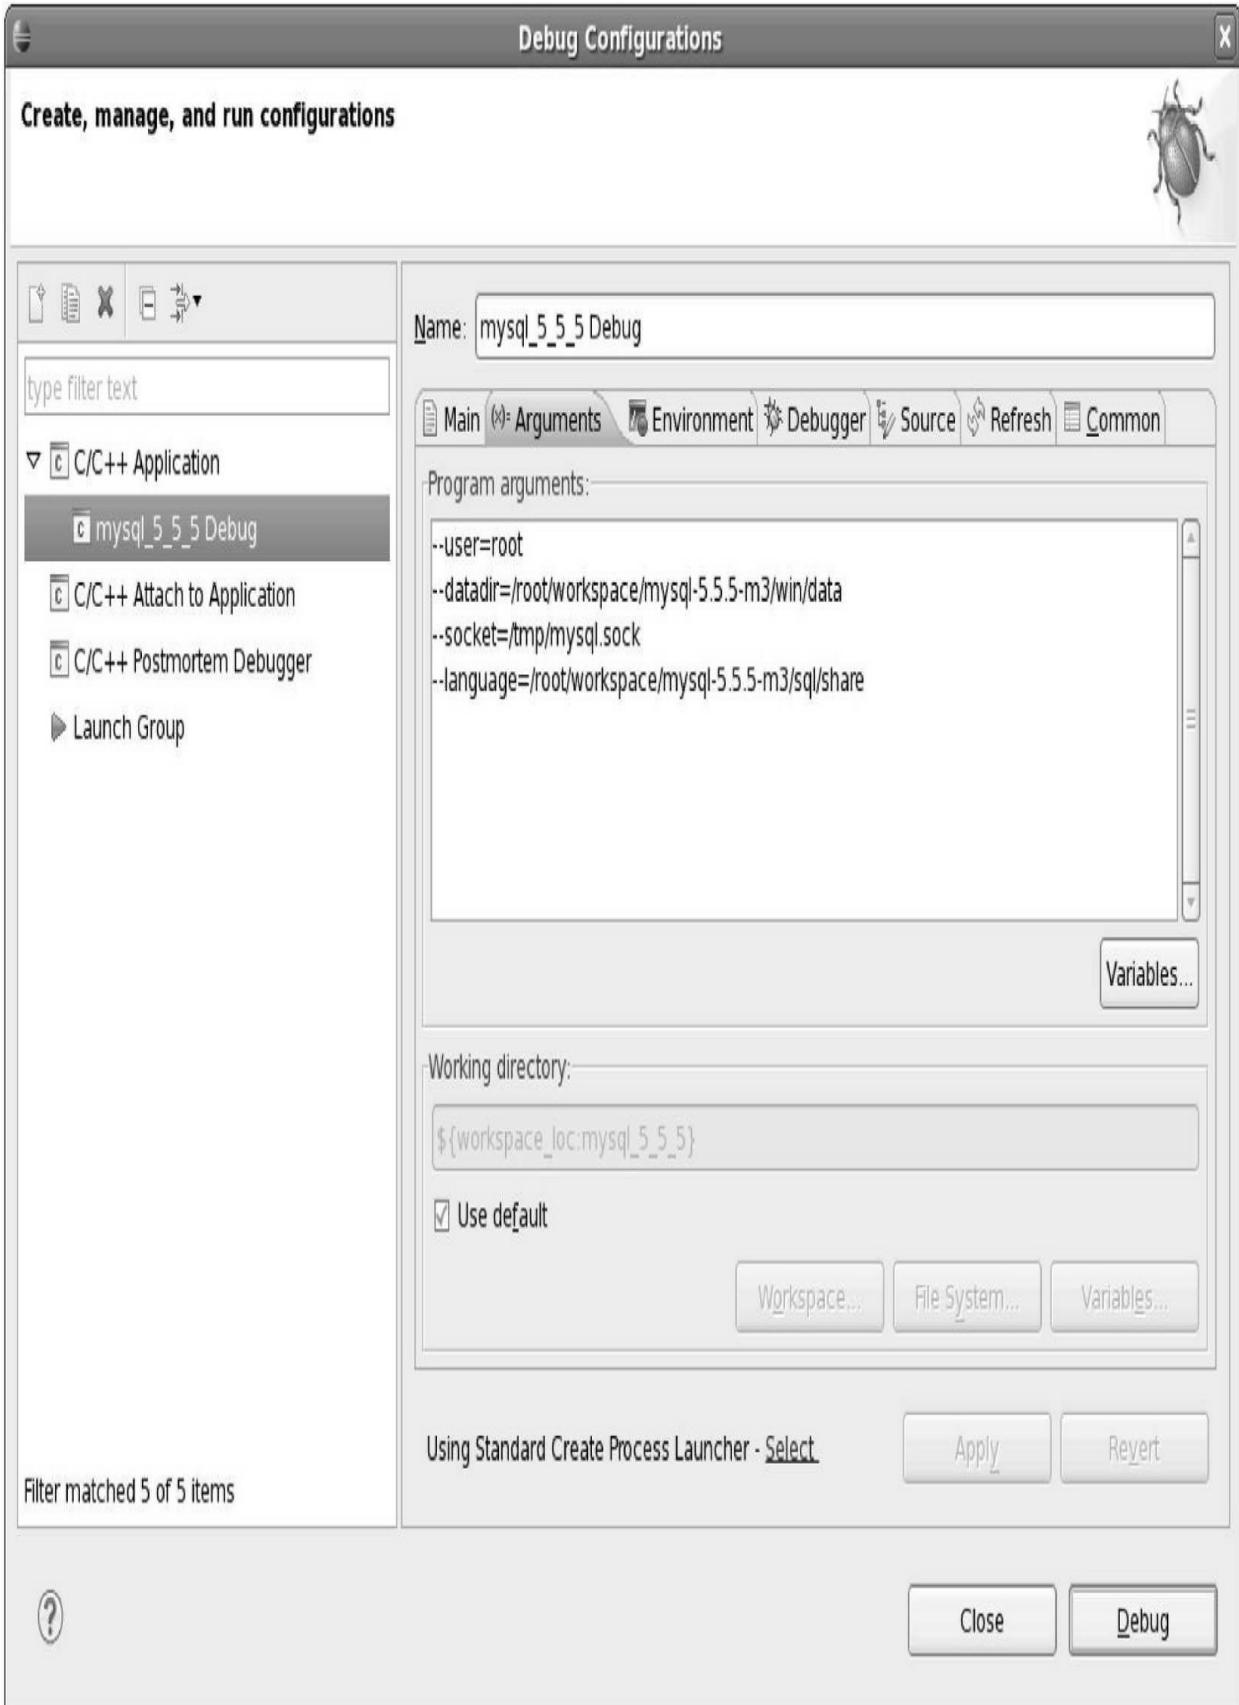 Debug Configurations
Create, manage, and run configurations
type filter text
C/C++ Application
mysql_5_5_5 Debug
C/C++ Attach to Application
C/C++ Postmortem Debugger
Launch Group
Filter matched 5 of 5 items
Name: mysql_5_5_5 Debug
Main (x)= Arguments Environment Debugger Source Refresh Common
Program arguments:
--user=root
--datadir=/root/workspace/mysql-5.5.5-m3/win/data
--socket=/tmp/mysql.sock
--language=/root/workspace/mysql-5.5.5-m3/sql/share
Variables...
Working directory:
${workspace_loc:mysql_5_5_5}
Use default
Workspace... File System... Variables...
Using Standard Create Process Launcher - Select
Apply Revert
Close Debug